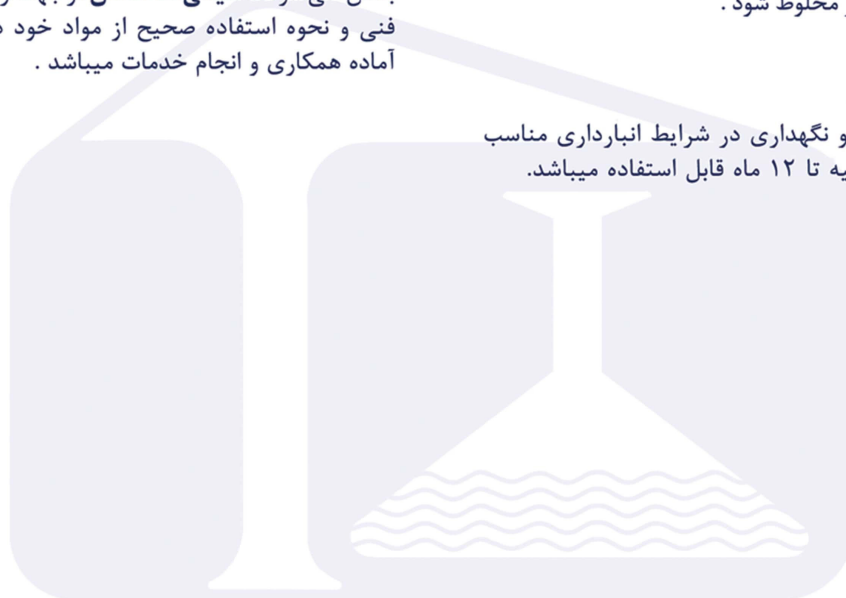 مخلوط شود .
و نگهداری در شرایط انبارداری مناسب
تا ۱۲ ماه قابل استفاده میباشد.
فنی و نحوه استفاده صحیح از مواد خود
آماده همکاری و انجام خدمات میباشد .